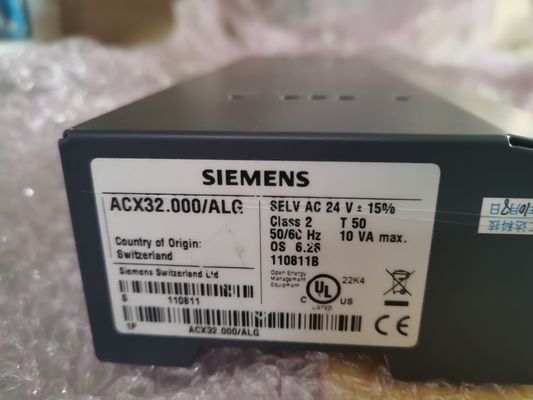 SIEMENS
ACX32.000/ALG
SELV AC 24 V ± 15%
Class 2 T 50
50/60 Hz 10 VA max.
OS 6.26
110811B
Country of Origin:
Switzerland
Siemens Switzerland Ltd
S 110811
Open Energy
Management
Equipment
22K4
UL
C US
LISTED
1P ACX32.000/ALG
CE